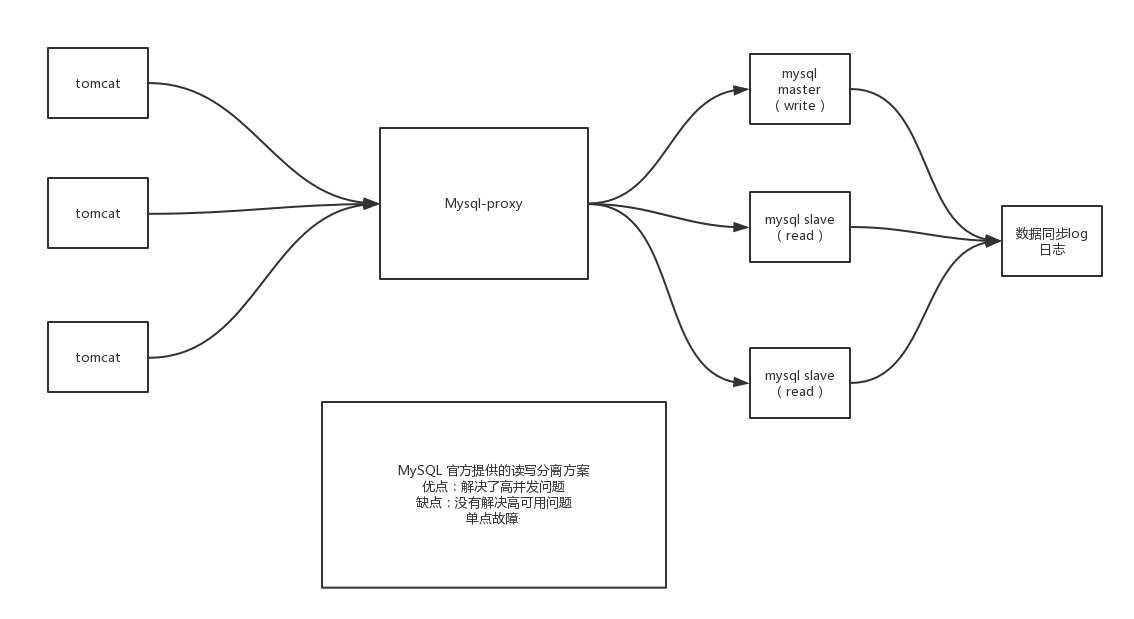 tomcat
tomcat
tomcat
Mysql-proxy
mysql
master
（ write ）
mysql slave
（ read ）
mysql slave
（ read ）
数据同步log
日志
MySQL 官方提供的读写分离方案
优点：解决了高并发问题
缺点：没有解决高可用问题
单点故障·